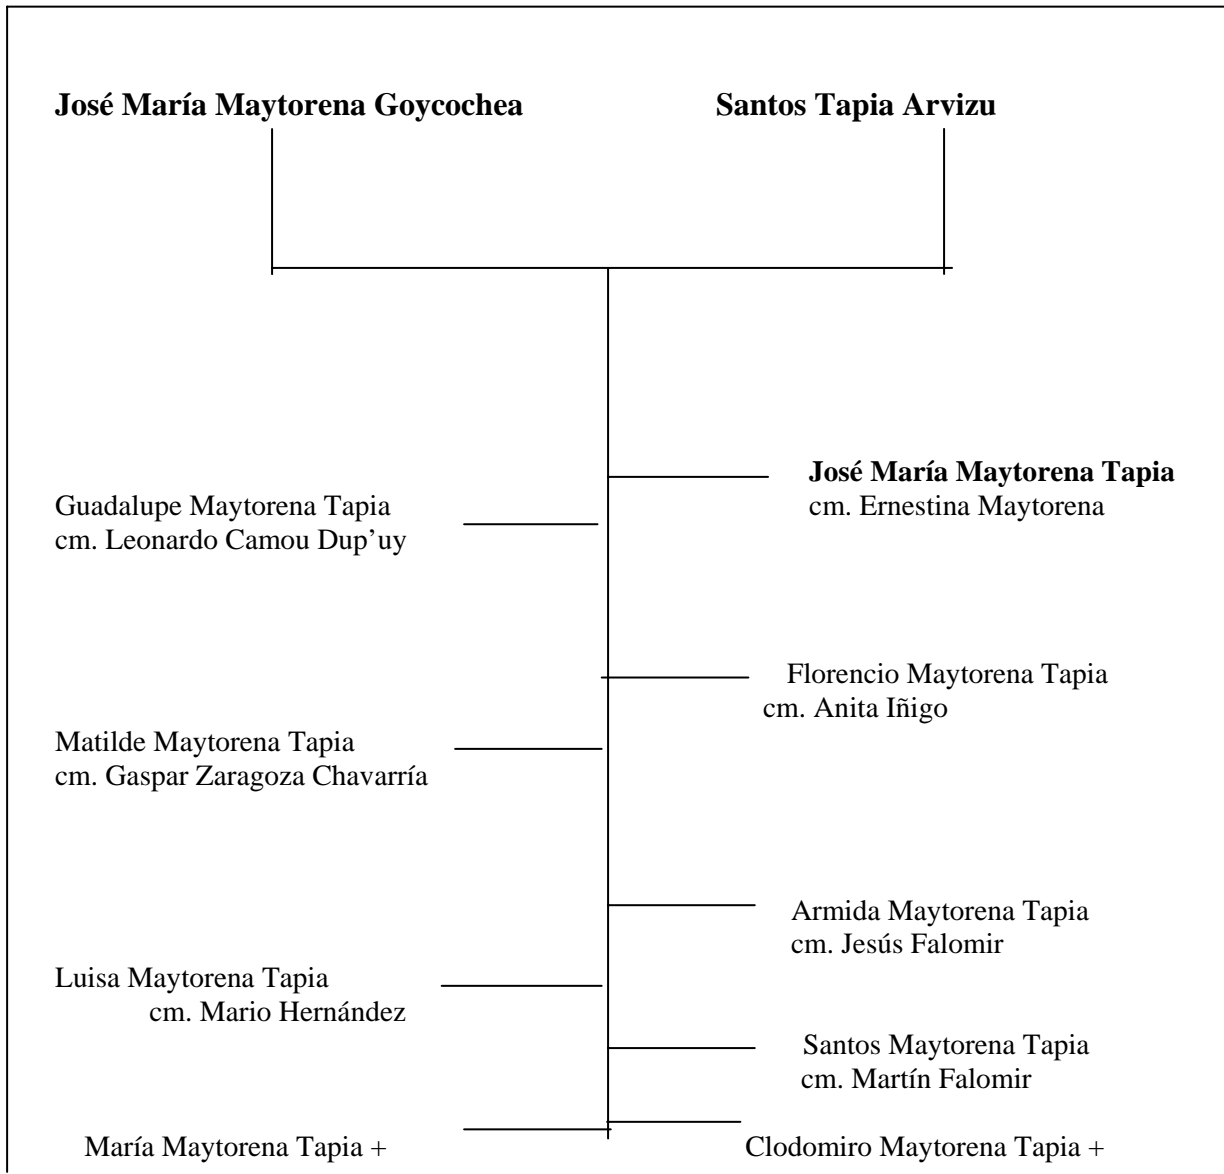 José María Maytorena Goycochea
Santos Tapia Arvizu
José María Maytorena Tapia
cm. Ernestina Maytorena
Guadalupe Maytorena Tapia
cm. Leonardo Camou Dup’uy
Florencio Maytorena Tapia
cm. Anita Iñigo
Matilde Maytorena Tapia
cm. Gaspar Zaragoza Chavarría
Armida Maytorena Tapia
cm. Jesús Falomir
Luisa Maytorena Tapia
cm. Mario Hernández
Santos Maytorena Tapia
cm. Martín Falomir
María Maytorena Tapia +
Clodomiro Maytorena Tapia +